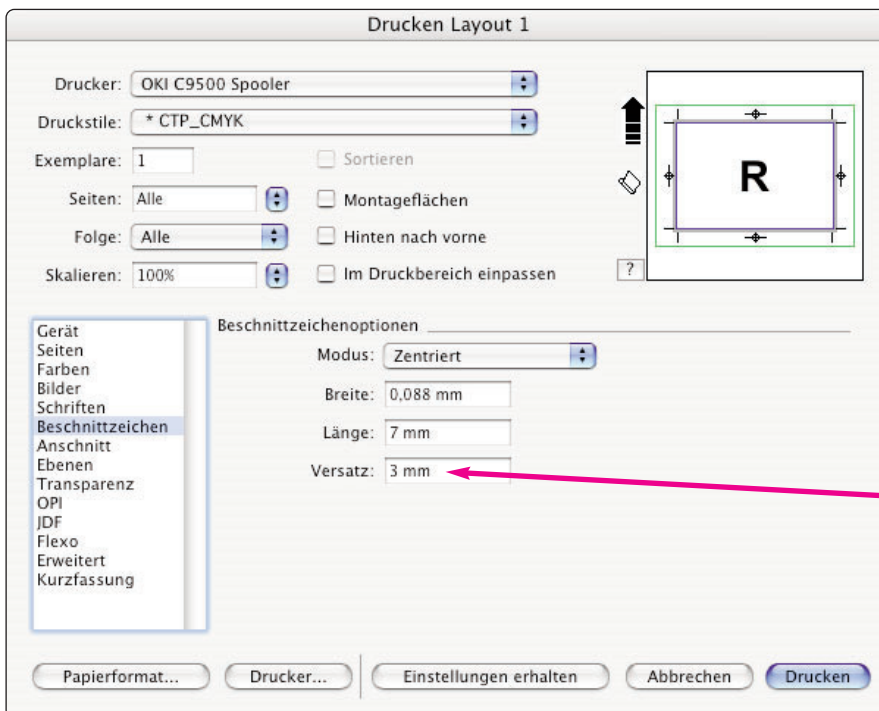 Drucken Layout 1
Drucker: OKI C9500 Spooler
Druckstile: * CTP_CMYK
Exemplare: 1 Sortieren
Seiten: Alle Montageflächen
Folge: Alle Hinten nach vorne
Skalieren: 100% Im Druckbereich einpassen
R
?
Gerät
Seiten
Farben
Bilder
Schriften
Beschnittzeichen
Anschnitt
Ebenen
Transparenz
OPI
JDF
Flexo
Erweitert
Kurzfassung
Beschnittzeichenoptionen
Modus: Zentriert
Breite: 0,088 mm
Länge: 7 mm
Versatz: 3 mm
Papierformat... Drucker... Einstellungen erhalten Abbrechen Drucken